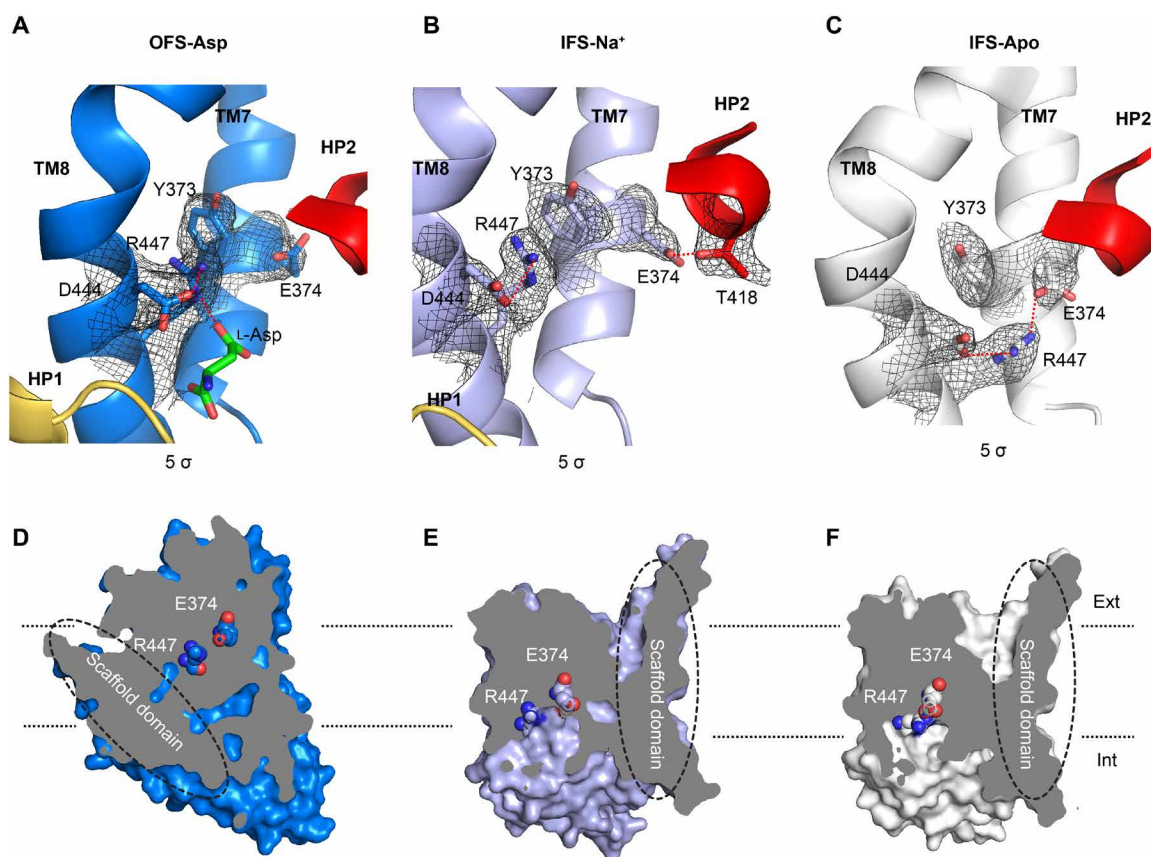 A
OFS-Asp
TM7
TM8
HP2
Y373
R447
D444
E374
L-Asp
HP1
5 σ
B
IFS-Na⁺
TM7
HP2
TM8
Y373
R447
D444
E374
T418
HP1
5 σ
C
IFS-Apo
TM7
HP2
TM8
Y373
D444
E374
R447
5 σ
D
E374
R447
Scaffold domain
E
E374
R447
Scaffold domain
F
E374
R447
Scaffold domain
Ext
Int